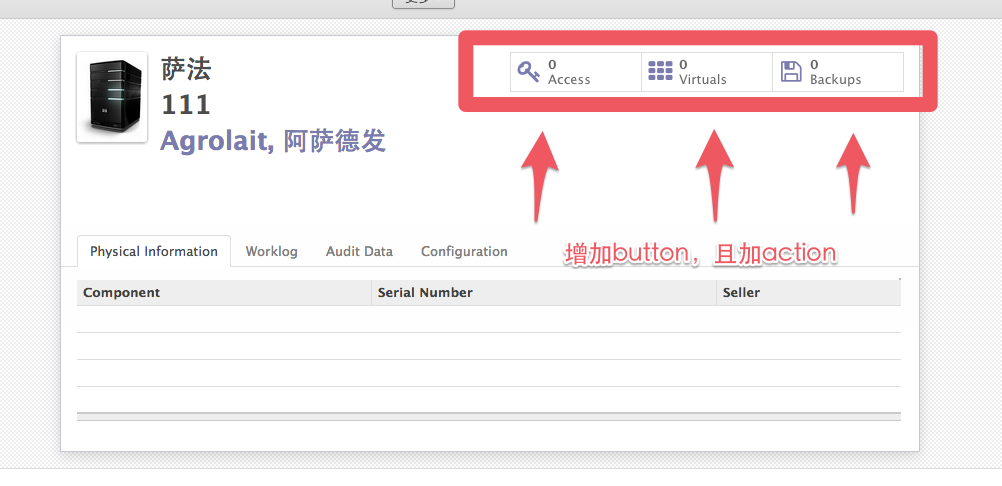 萨法
111
Agrolait, 阿萨德发
0
Access
0
Virtuals
0
Backups
增加button，且加action
Physical Information
Worklog
Audit Data
Configuration
Component
Serial Number
Seller